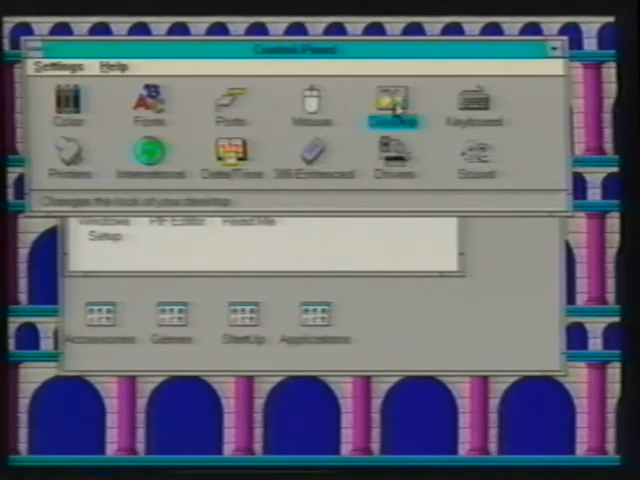 Control Panel
Settings Help
Color Fonts Ports Mouse Desktop Keyboard
Printers International Date/Time 386 Enhanced Drivers Sound
Changes the look of your desktop
Windows Setup PIF Editor Read Me
Accessories Games StartUp Applications